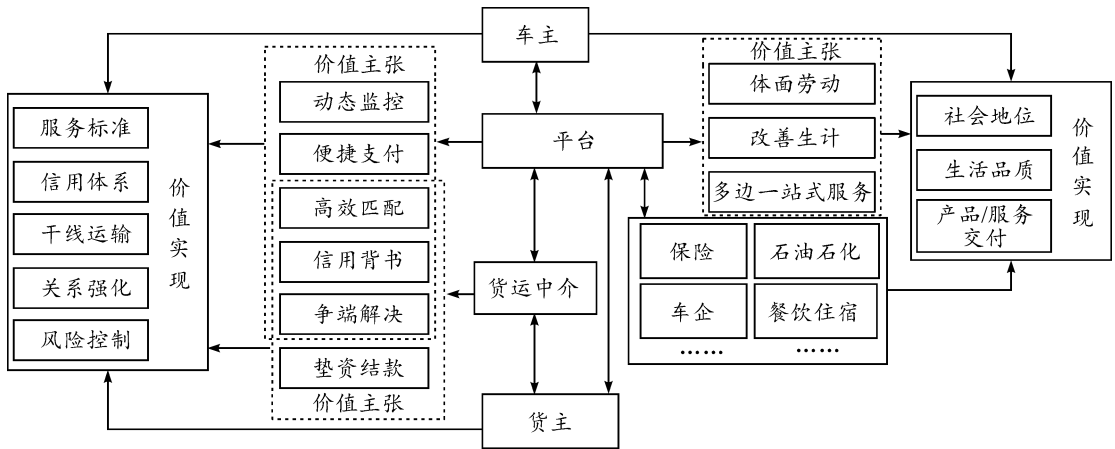 车主
价值主张
动态监控
便捷支付
高效匹配
信用背书
争端解决
垫资结款
价值主张
服务标准
信用体系
干线运输
关系强化
风险控制
价值实现
平台
货运中介
货主
价值主张
体面劳动
改善生计
多边一站式服务
保险
石油石化
车企
餐饮住宿
……
……
社会地位
生活品质
产品/服务
交付
价值实现